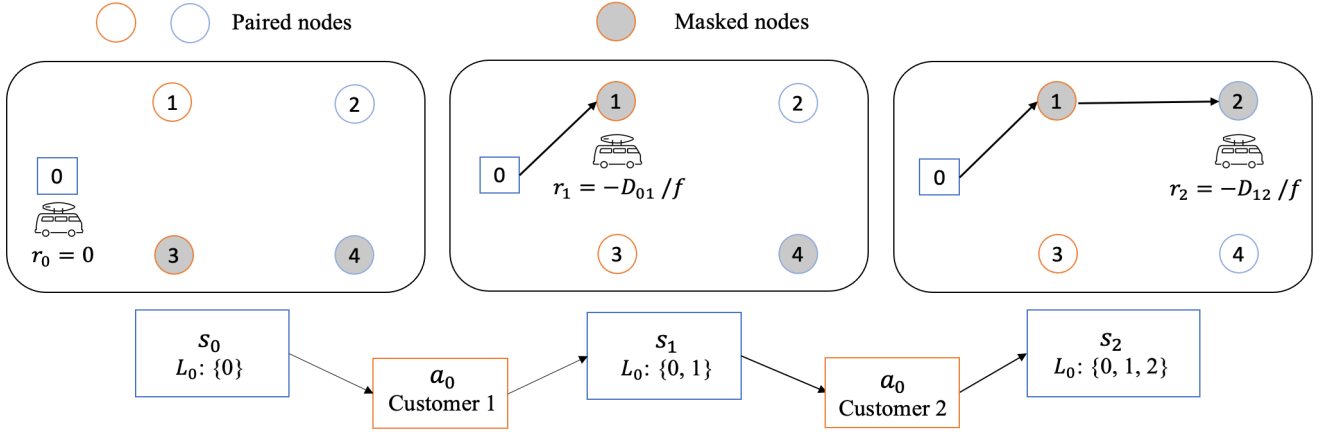 Paired nodes
Masked nodes
1
2
0
r₀ = 0
3
4
1
2
0
r₁ = −D₀₁ /f
3
4
1
2
0
r₂ = −D₁₂ /f
3
4
s₀
L₀: {0}
a₀
Customer 1
s₁
L₀: {0, 1}
a₀
Customer 2
s₂
L₀: {0, 1, 2}